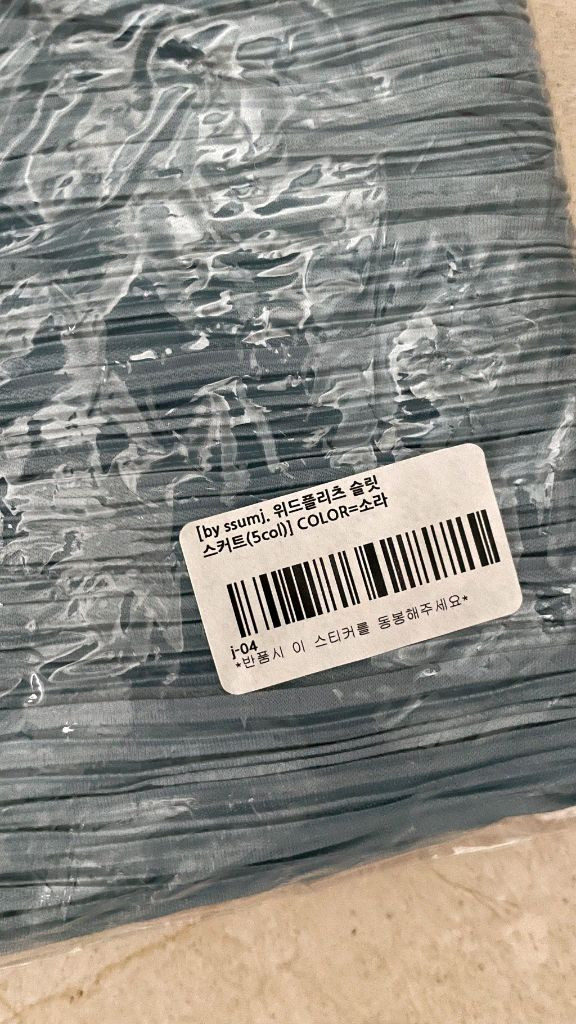 [by ssumj. 위드플리츠 슬릿
스커트(5col)] COLOR=소라
j-04
*반품시 이 스티커를 동봉해주세요*